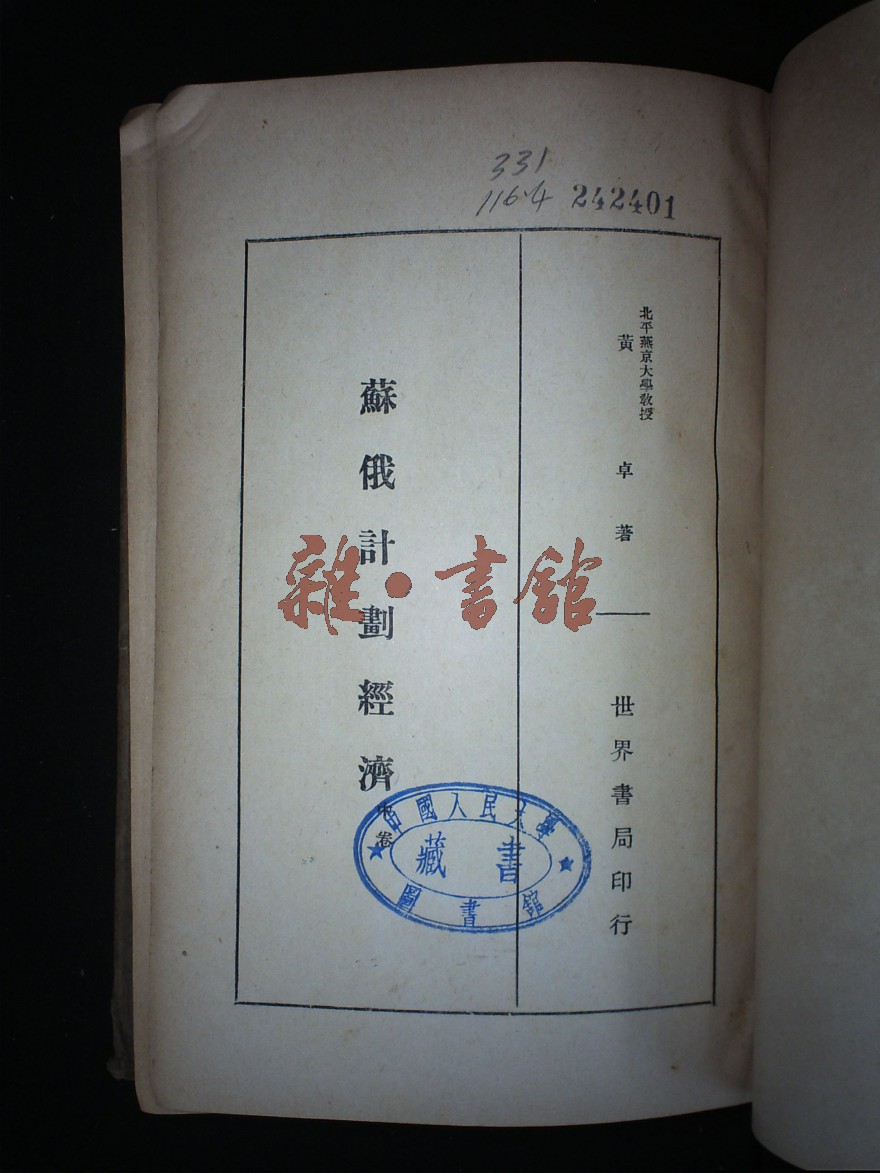 331
116.4 242401
北平燕京大學教授
黃卓著——世界書局印行
蘇俄計劃經濟 中卷
中國人民大學
藏書
圖書館
雜·書館